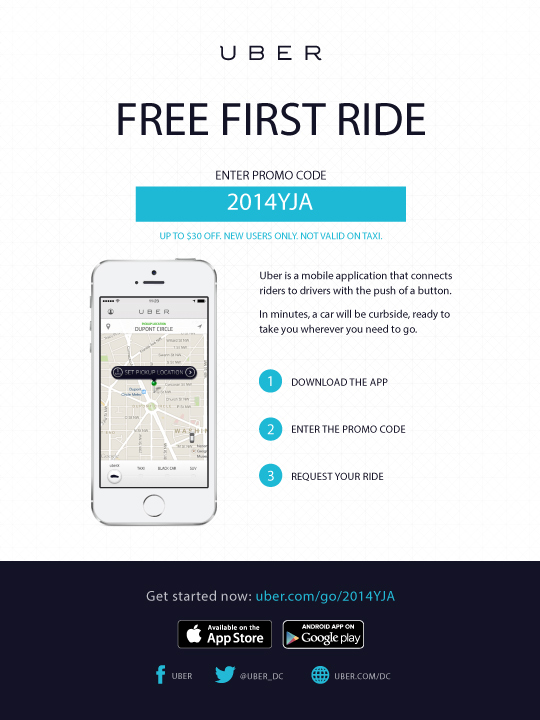 UBER
FREE FIRST RIDE
ENTER PROMO CODE
2014YJA
UP TO $30 OFF. NEW USERS ONLY. NOT VALID ON TAXI.
UBER
DUPONT CIRCLE
SET PICKUP LOCATION
TAXI
BLACK CAR
SUV
Uber is a mobile application that connects
riders to drivers with the push of a button.
In minutes, a car will be curbside, ready to
take you wherever you need to go.
1 DOWNLOAD THE APP
2 ENTER THE PROMO CODE
3 REQUEST YOUR RIDE
Get started now: uber.com/go/2014YJA
Available on the
App Store
ANDROID APP ON
Google play
UBER
@UBER_DC
UBER.COM/DC